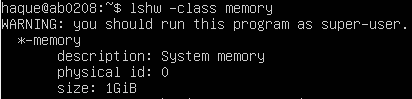 haque@ab0208:~$ lshw -class memory
WARNING: you should run this program as super-user.
*-memory
description: System memory
physical id: 0
size: 1GiB